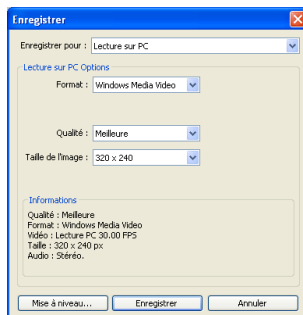 Enregistrer
Enregistrer pour : Lecture sur PC
Lecture sur PC Options
Format : Windows Media Video
Qualité : Meilleure
Taille de l'image : 320 x 240
Informations
Qualité : Meilleure
Format : Windows Media Video
Vidéo : Lecture PC 30.00 FPS
Taille : 320 x 240 px
Audio : Stéréo.
Mise à niveau... Enregistrer Annuler